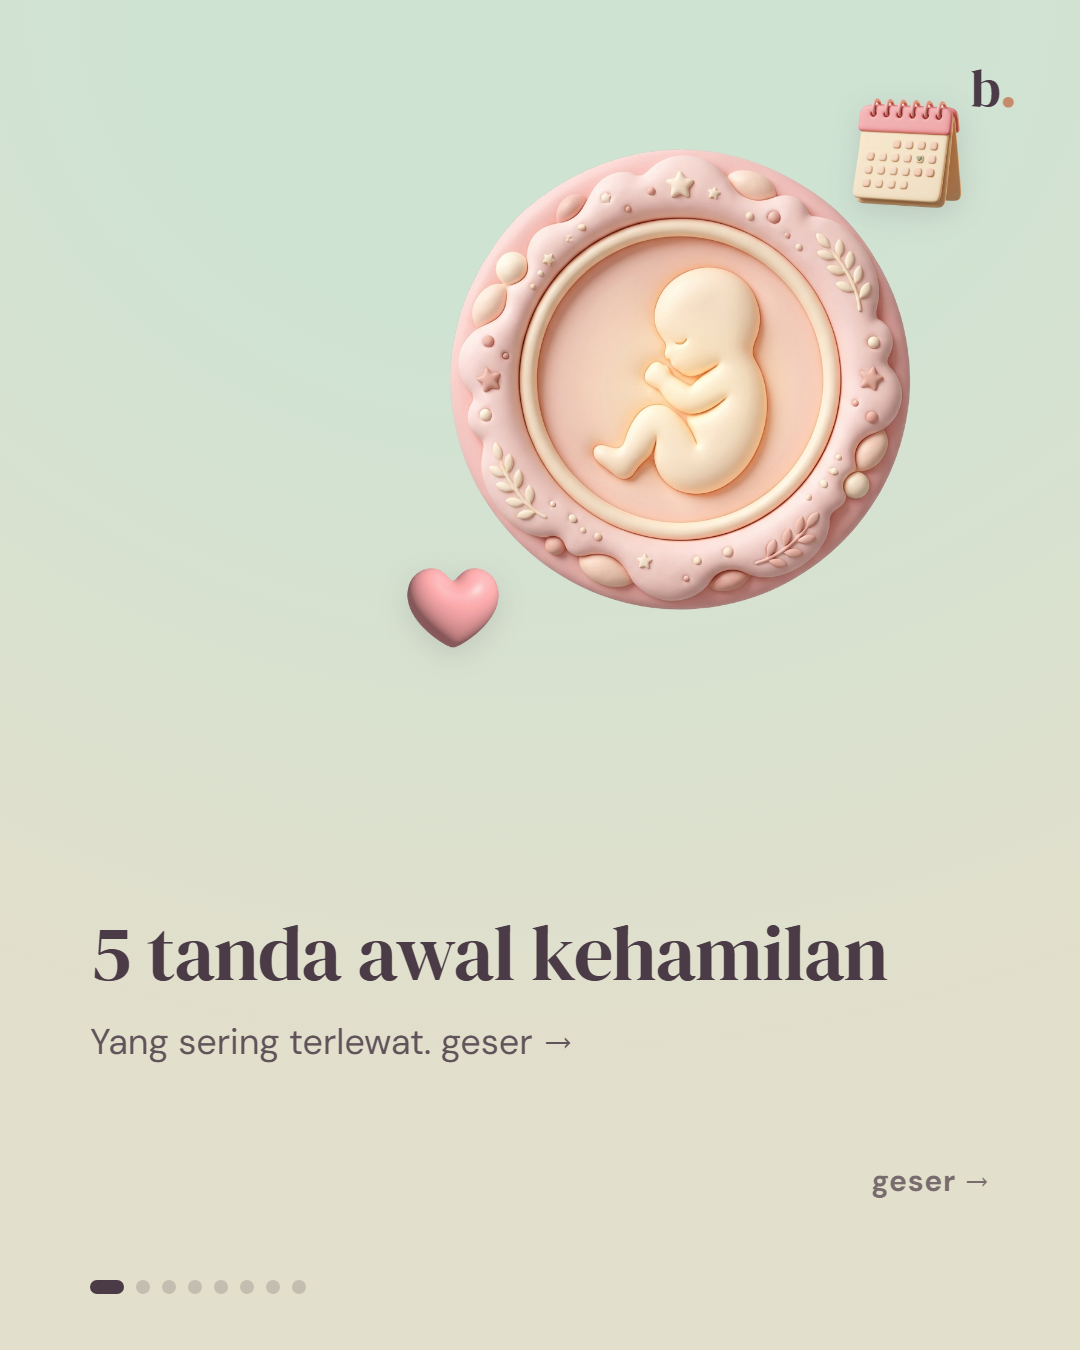 b.
5 tanda awal kehamilan
Yang sering terlewat. geser →
geser →